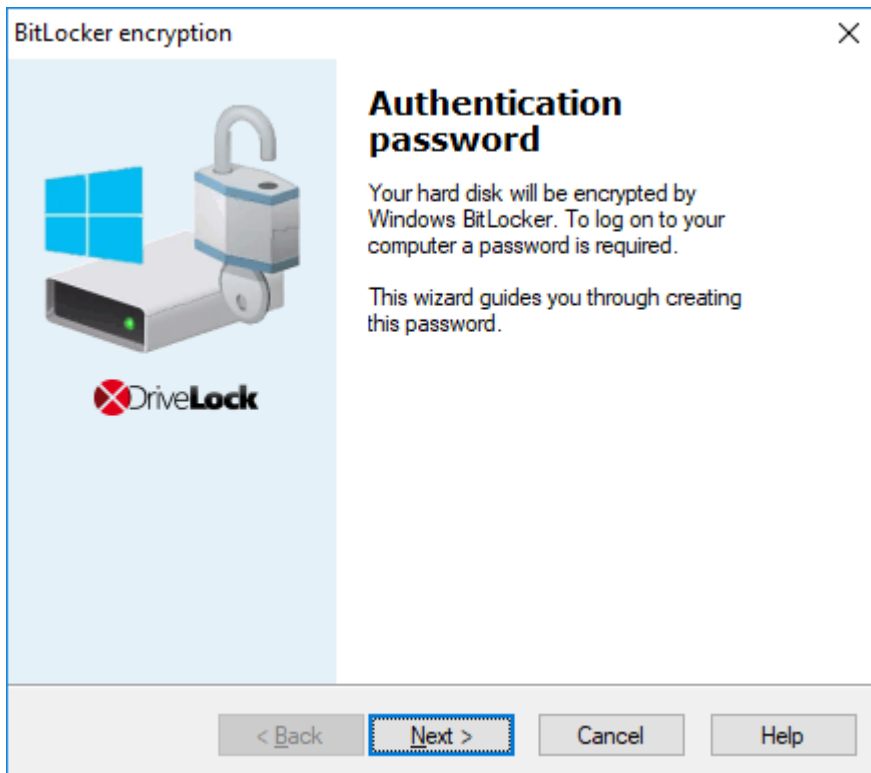 BitLocker encryption
Authentication
password
Your hard disk will be encrypted by
Windows BitLocker. To log on to your
computer a password is required.
This wizard guides you through creating
this password.
DriveLock
< Back
Next >
Cancel
Help